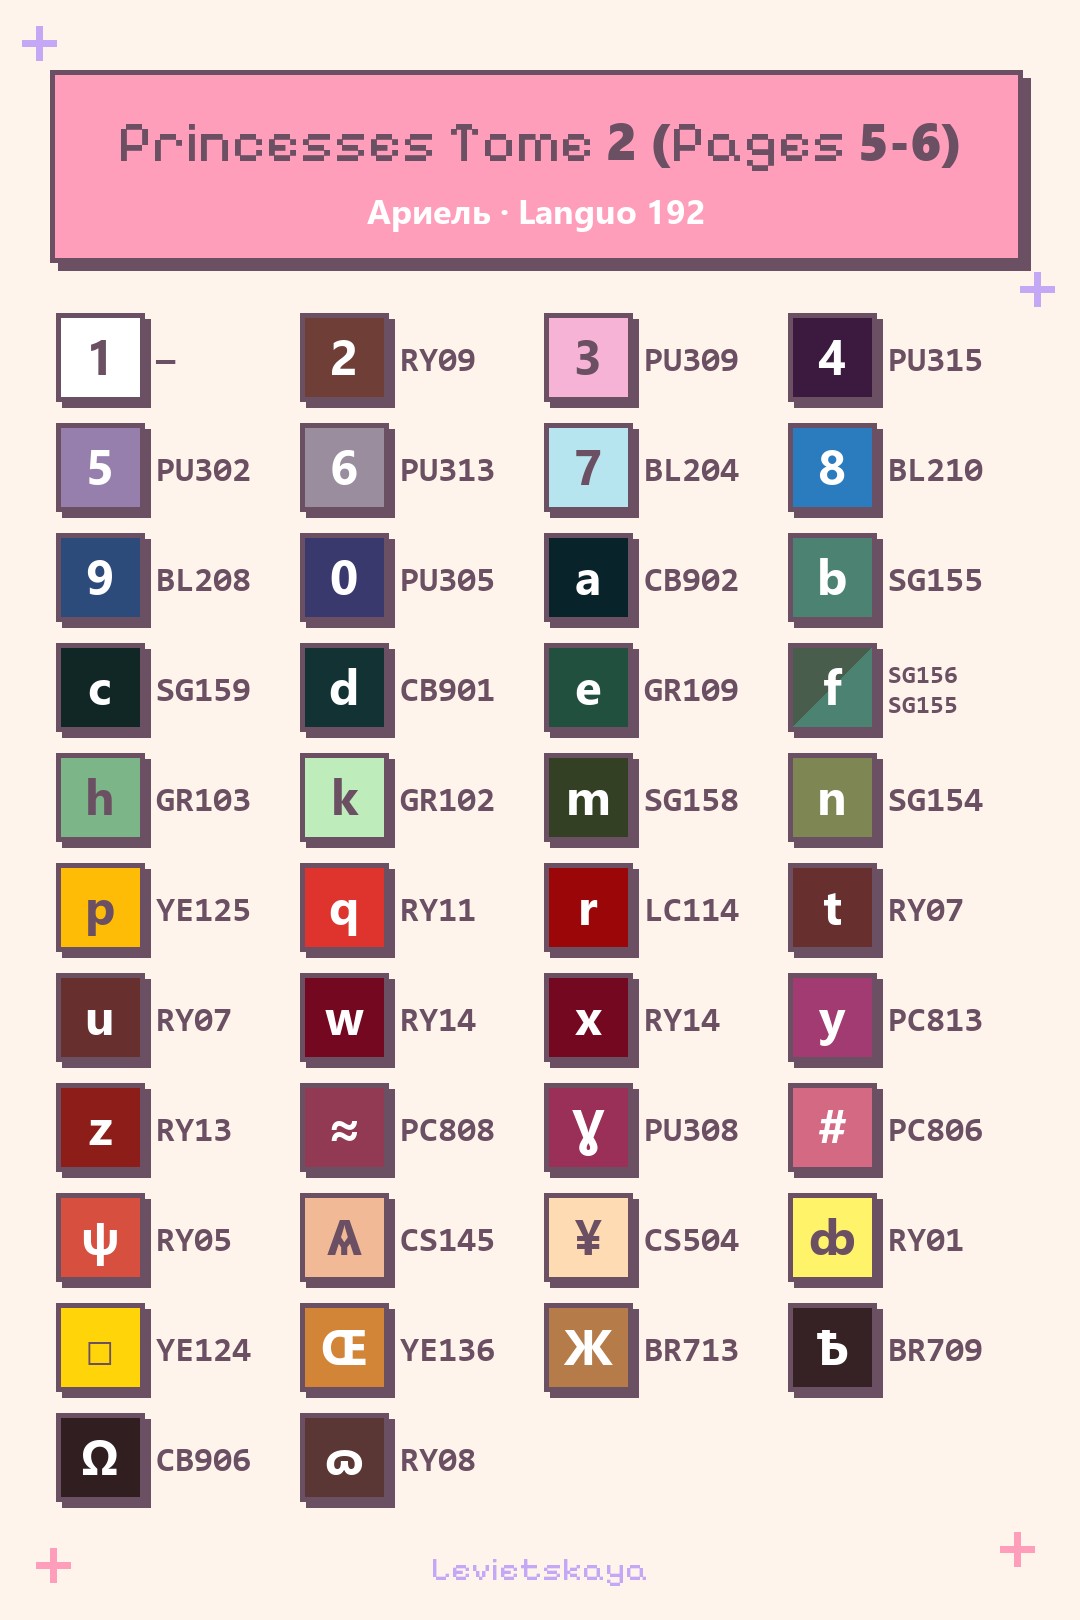 Princesses Tome 2 (Pages 5-6)
Ариель · Languo 192
1 — 2 RY09 3 PU309 4 PU315
5 PU302 6 PU313 7 BL204 8 BL210
9 BL208 0 PU305 a CB902 b SG155
c SG159 d CB901 e GR109 f SG156
SG155
h GR103 k GR102 m SG158 n SG154
p YE125 q RY11 r LC114 t RY07
u RY07 w RY14 x RY14 y PC813
z RY13 ≈ PC808 Ɣ PU308 # PC806
ψ RY05 Ѧ CS145 ¥ CS504 ȸ RY01
□ YE124 Œ YE136 Ж BR713 Ѣ BR709
Ω CB906 ɷ RY08
Levietskaya